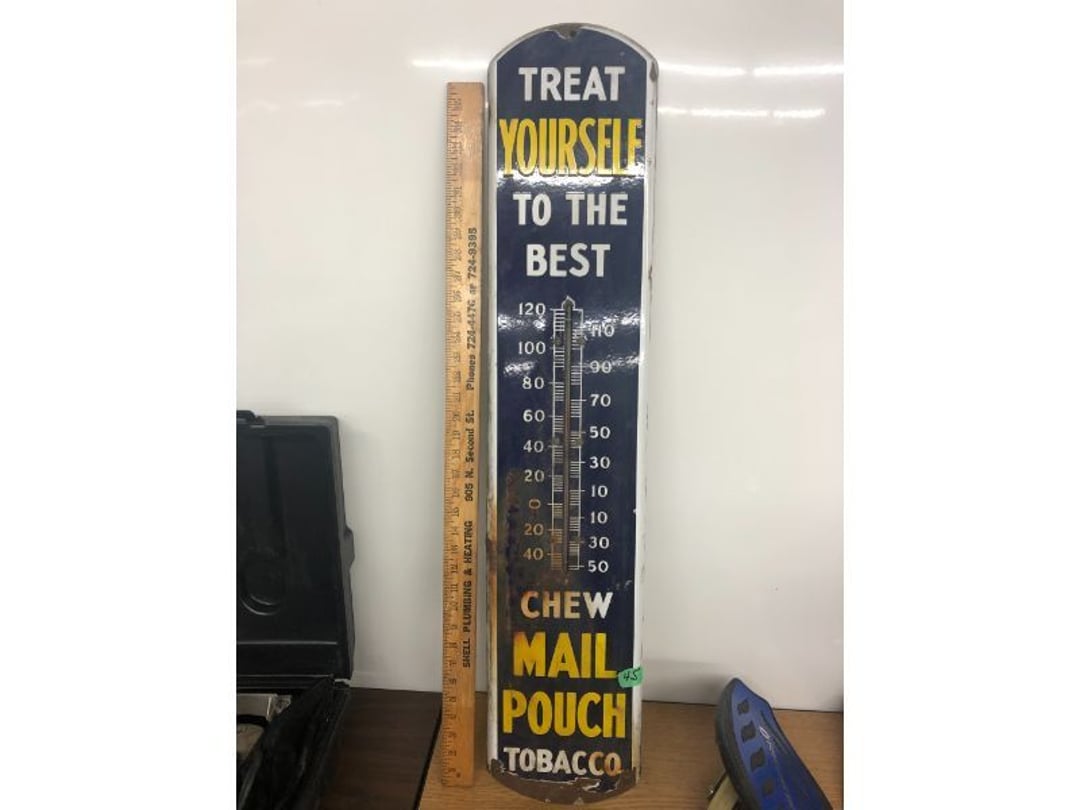 TREAT
YOURSELF
TO THE
BEST
120
110
100
90
80
70
60
50
40
30
20
10
0
10
20
30
40
50
CHEW
MAIL
POUCH
TOBACCO
45
SHELL PLUMBING & HEATING 905 N. Second St. Phones 724-4476 or 724-9395